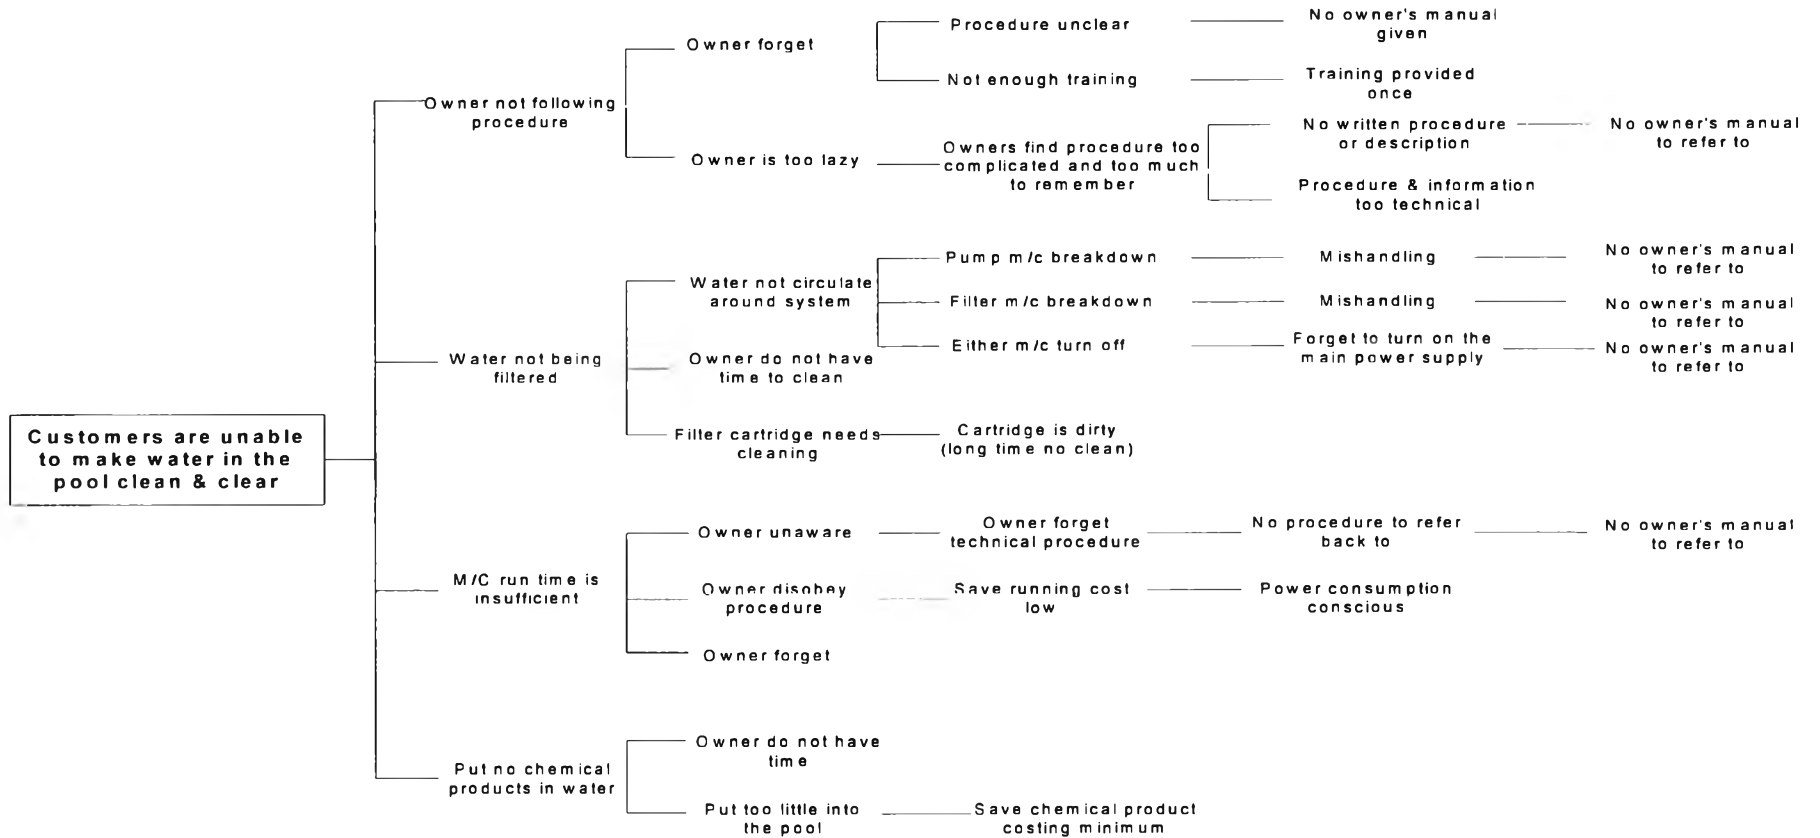 Customers are unable
to make water in the
pool clean & clear
Owner not following
procedure
Owner forget
Procedure unclear
No owner's manual
given
Not enough training
Training provided
once
Owner is too lazy
Owners find procedure too
complicated and too much
to remember
No written procedure
or description
No owner's manual
to refer to
Procedure & information
too technical
Water not being
filtered
Water not circulate
around system
Pump m/c breakdown
Mishandling
No owner's manual
to refer to
Filter m/c breakdown
Mishandling
No owner's manual
to refer to
Either m/c turn off
Forget to turn on the
main power supply
No owner's manual
to refer to
Owner do not have
time to clean
Filter cartridge needs
cleaning
Cartridge is dirty
(long time no clean)
M/C run time is
insufficient
Owner unaware
Owner forget
technical procedure
No procedure to refer
back to
No owner's manual
to refer to
Owner disobey
procedure
Save running cost
low
Power consumption
conscious
Owner forget
Put no chemical
products in water
Owner do not have
time
Put too little into
the pool
Save chemical product
costing minimum